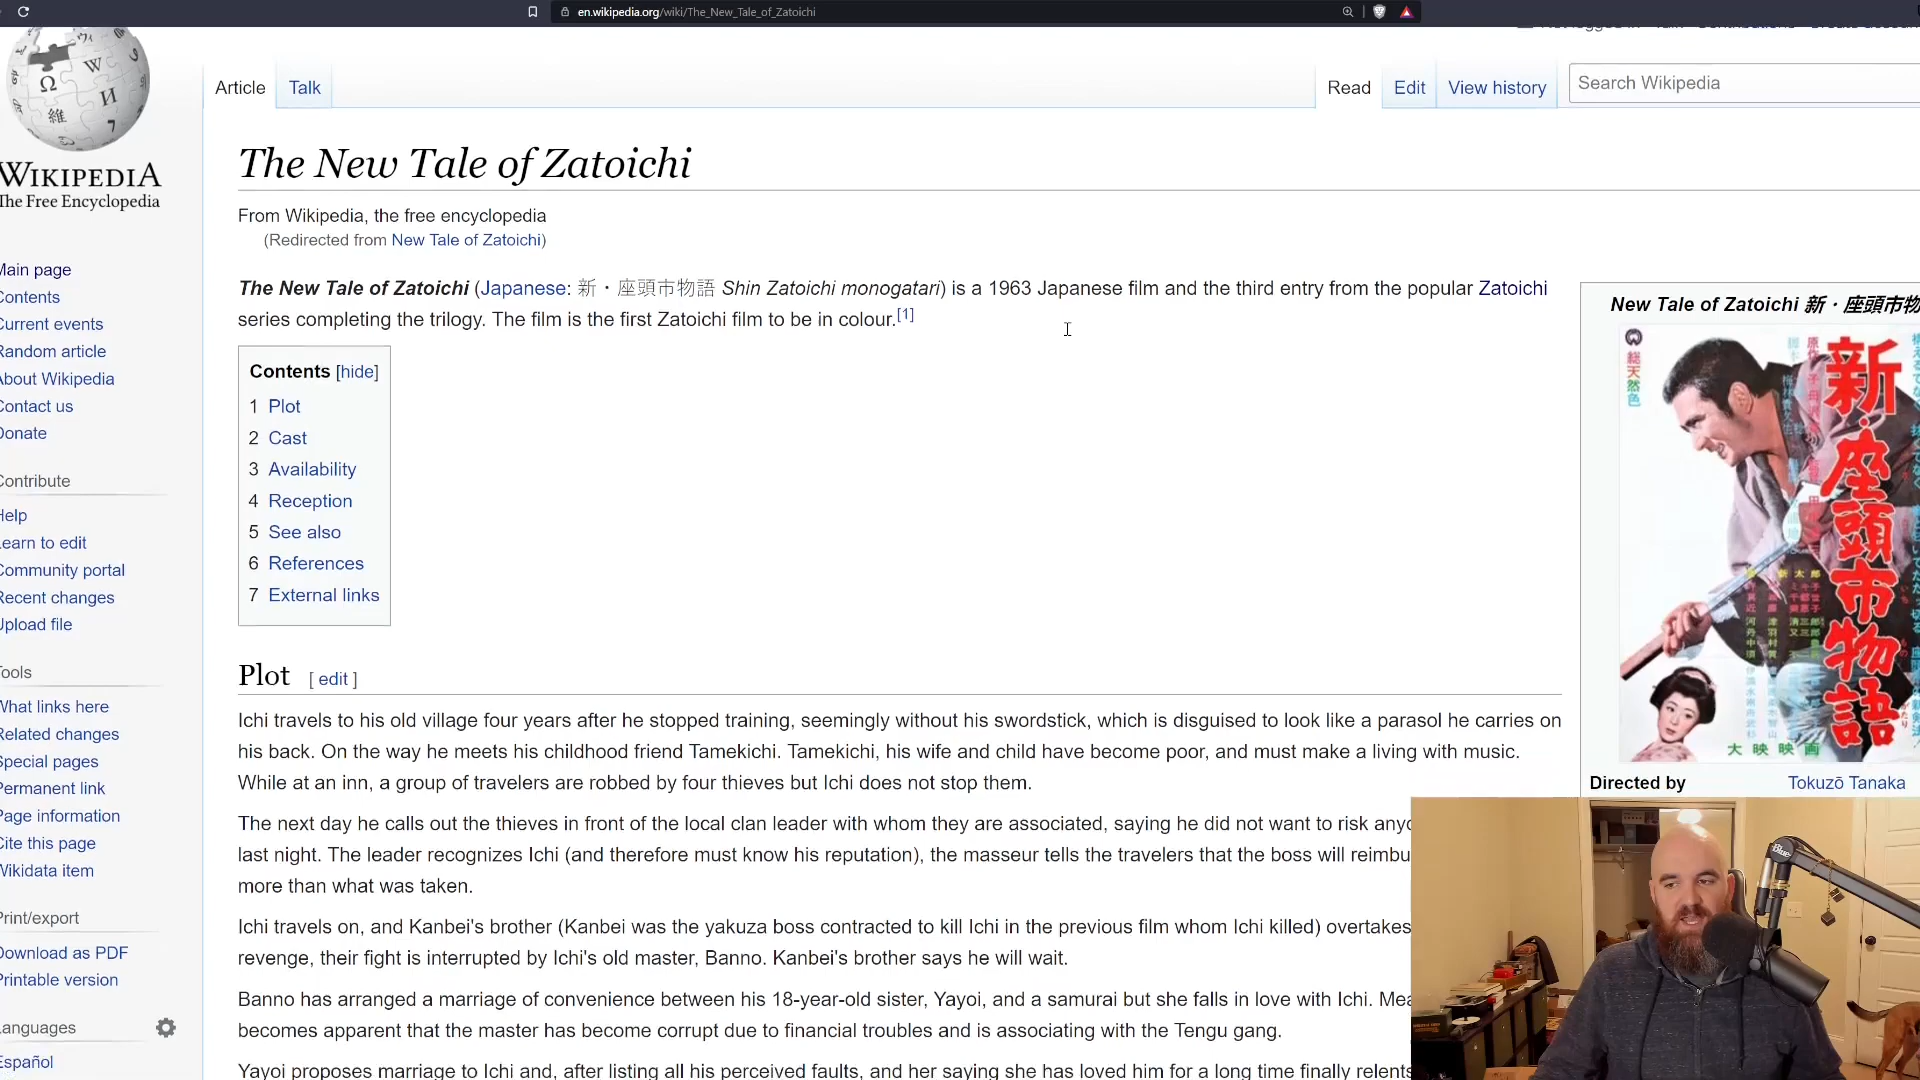 en.wikipedia.org/wiki/The_New_Tale_of_Zatoichi
Article
Talk
Read
Edit
View history
Search Wikipedia
WIKIPEDIA
The Free Encyclopedia
Main page
Contents
Current events
Random article
About Wikipedia
Contact us
Donate
Contribute
Help
Learn to edit
Community portal
Recent changes
Upload file
Tools
What links here
Related changes
Special pages
Permanent link
Page information
Cite this page
Wikidata item
Print/export
Download as PDF
Printable version
Languages
Español
The New Tale of Zatoichi
From Wikipedia, the free encyclopedia
(Redirected from New Tale of Zatoichi)
The New Tale of Zatoichi (Japanese: 新・座頭市物語 Shin Zatoichi monogatari) is a 1963 Japanese film and the third entry from the popular Zatoichi
series completing the trilogy. The film is the first Zatoichi film to be in colour.[1]
Contents [hide]
1 Plot
2 Cast
3 Availability
4 Reception
5 See also
6 References
7 External links
Plot [ edit ]
Ichi travels to his old village four years after he stopped training, seemingly without his swordstick, which is disguised to look like a parasol he carries on
his back. On the way he meets his childhood friend Tamekichi. Tamekichi, his wife and child have become poor, and must make a living with music.
While at an inn, a group of travelers are robbed by four thieves but Ichi does not stop them.
The next day he calls out the thieves in front of the local clan leader with whom they are associated, saying he did not want to risk anyo
last night. The leader recognizes Ichi (and therefore must know his reputation), the masseur tells the travelers that the boss will reimbu
more than what was taken.
Ichi travels on, and Kanbei's brother (Kanbei was the yakuza boss contracted to kill Ichi in the previous film whom Ichi killed) overtakes
revenge, their fight is interrupted by Ichi's old master, Banno. Kanbei's brother says he will wait.
Banno has arranged a marriage of convenience between his 18-year-old sister, Yayoi, and a samurai but she falls in love with Ichi. Mea
becomes apparent that the master has become corrupt due to financial troubles and is associating with the Tengu gang.
Yayoi proposes marriage to Ichi and, after listing all his perceived faults, and her saying she has loved him for a long time finally relents
New Tale of Zatoichi 新・座頭市物
総天然色
新・座頭市物語
大映映画
Directed by Tokuzō Tanaka
Blue